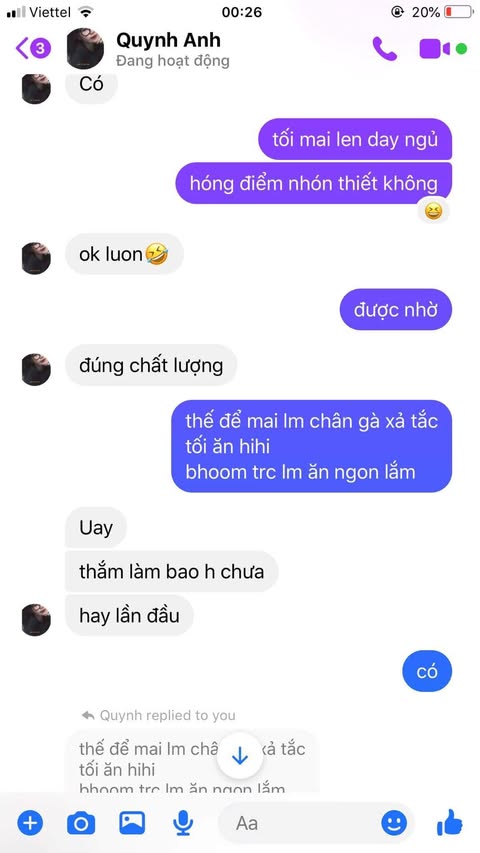 Viettel
00:26
20%
3
Quynh Anh
Đang hoạt động
Có
tối mai len day ngủ
hóng điểm nhón thiết không
ok luon🤣
được nhờ
đúng chất lượng
thế để mai lm chân gà xả tắc
tối ăn hihi
bhoom trc lm ăn ngon lắm
Uay
thắm làm bao h chưa
hay lần đầu
có
Quynh replied to you
thế để mai lm châ xả tắc
tối ăn hihi
bhoom trc lm ăn ngon lắm
Aa